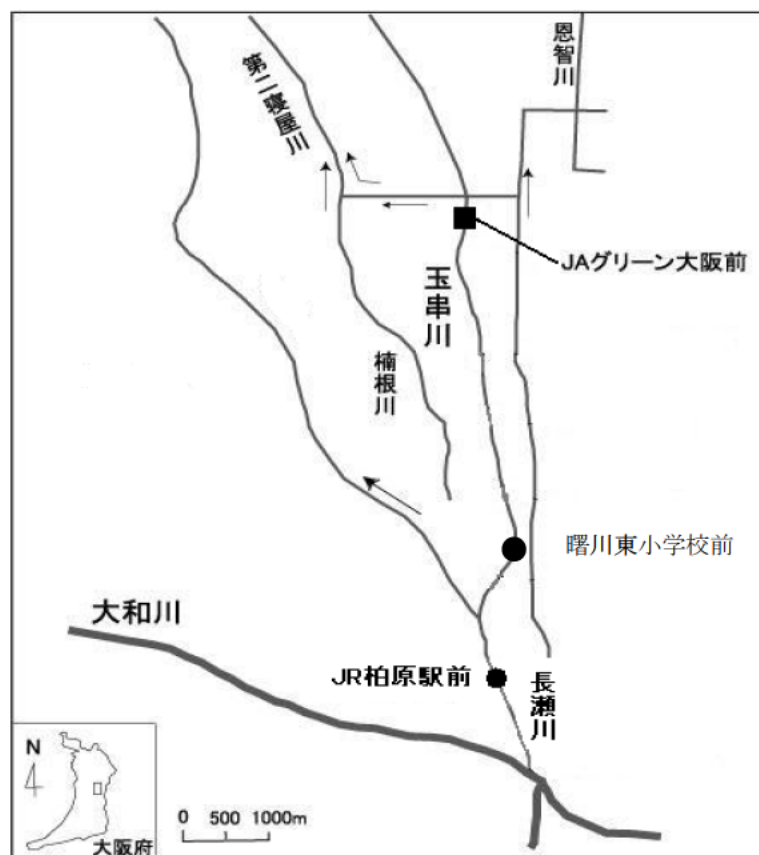 恩智川
第二寝屋川
JAグリーン大阪前
玉串川
楠根川
曙川東小学校前
大和川
JR柏原駅前
長瀬川
N
大阪府
0 500 1000m